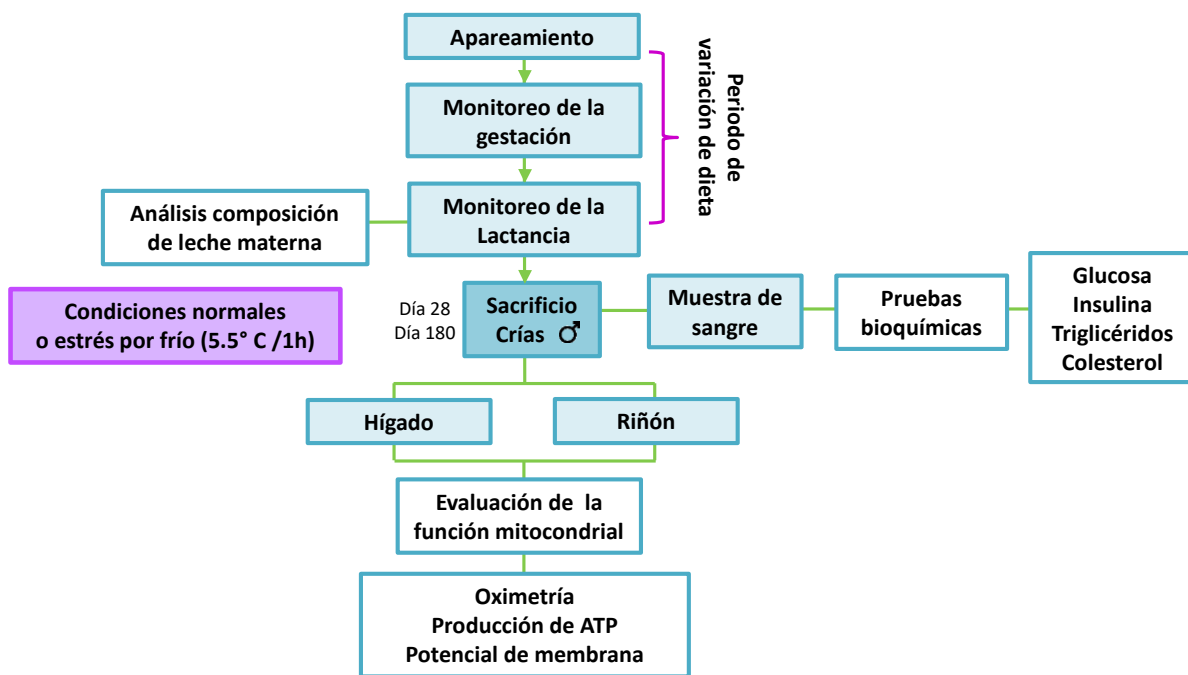 Apareamiento
Periodo de
variación de dieta
Monitoreo de la
gestación
Análisis composición
de leche materna
Monitoreo de la
Lactancia
Condiciones normales
o estrés por frío (5.5° C /1h)
Día 28
Día 180
Sacrificio
Crías ♂
Muestra de
sangre
Pruebas
bioquímicas
Glucosa
Insulina
Triglicéridos
Colesterol
Hígado
Riñón
Evaluación de la
función mitocondrial
Oximetría
Producción de ATP
Potencial de membrana